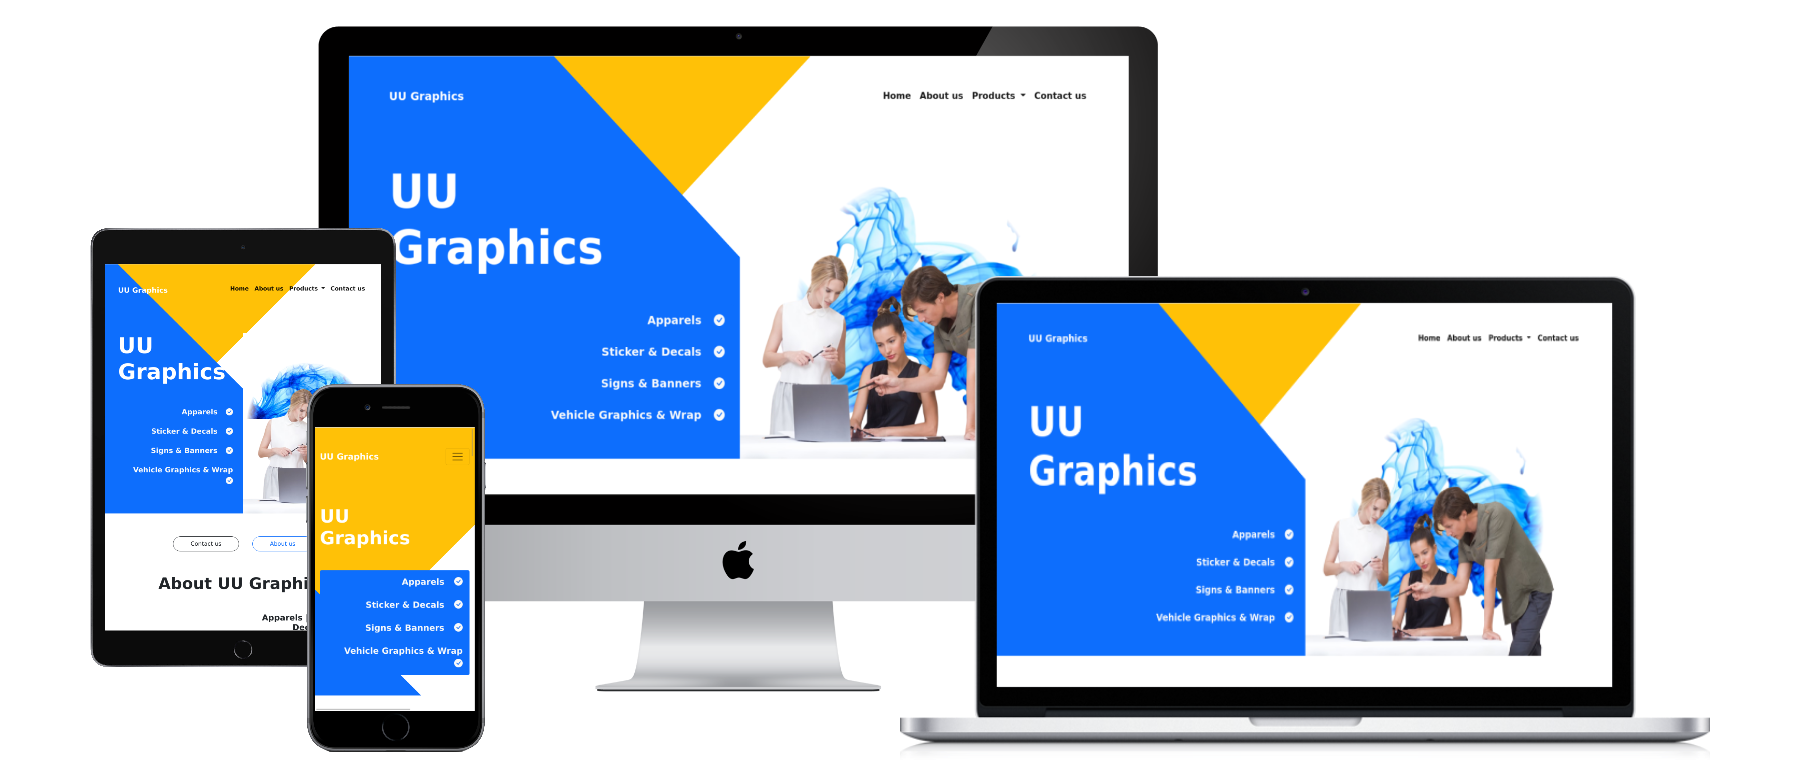 UU Graphics
Home About us Products Contact us
UU
Graphics
Apparels
Sticker & Decals
Signs & Banners
Vehicle Graphics & Wrap
UU Graphics
Home About us Products Contact us
UU
Graphics
Apparels
Sticker & Decals
Signs & Banners
Vehicle Graphics & Wrap
Contact us
About us
About UU
Apparels
UU Graphics
UU
Graphics
Apparels
Sticker & Decals
Signs & Banners
Vehicle Graphics & Wrap
UU Graphics
Home About us Products Contact us
UU
Graphics
Apparels
Sticker & Decals
Signs & Banners
Vehicle Graphics & Wrap